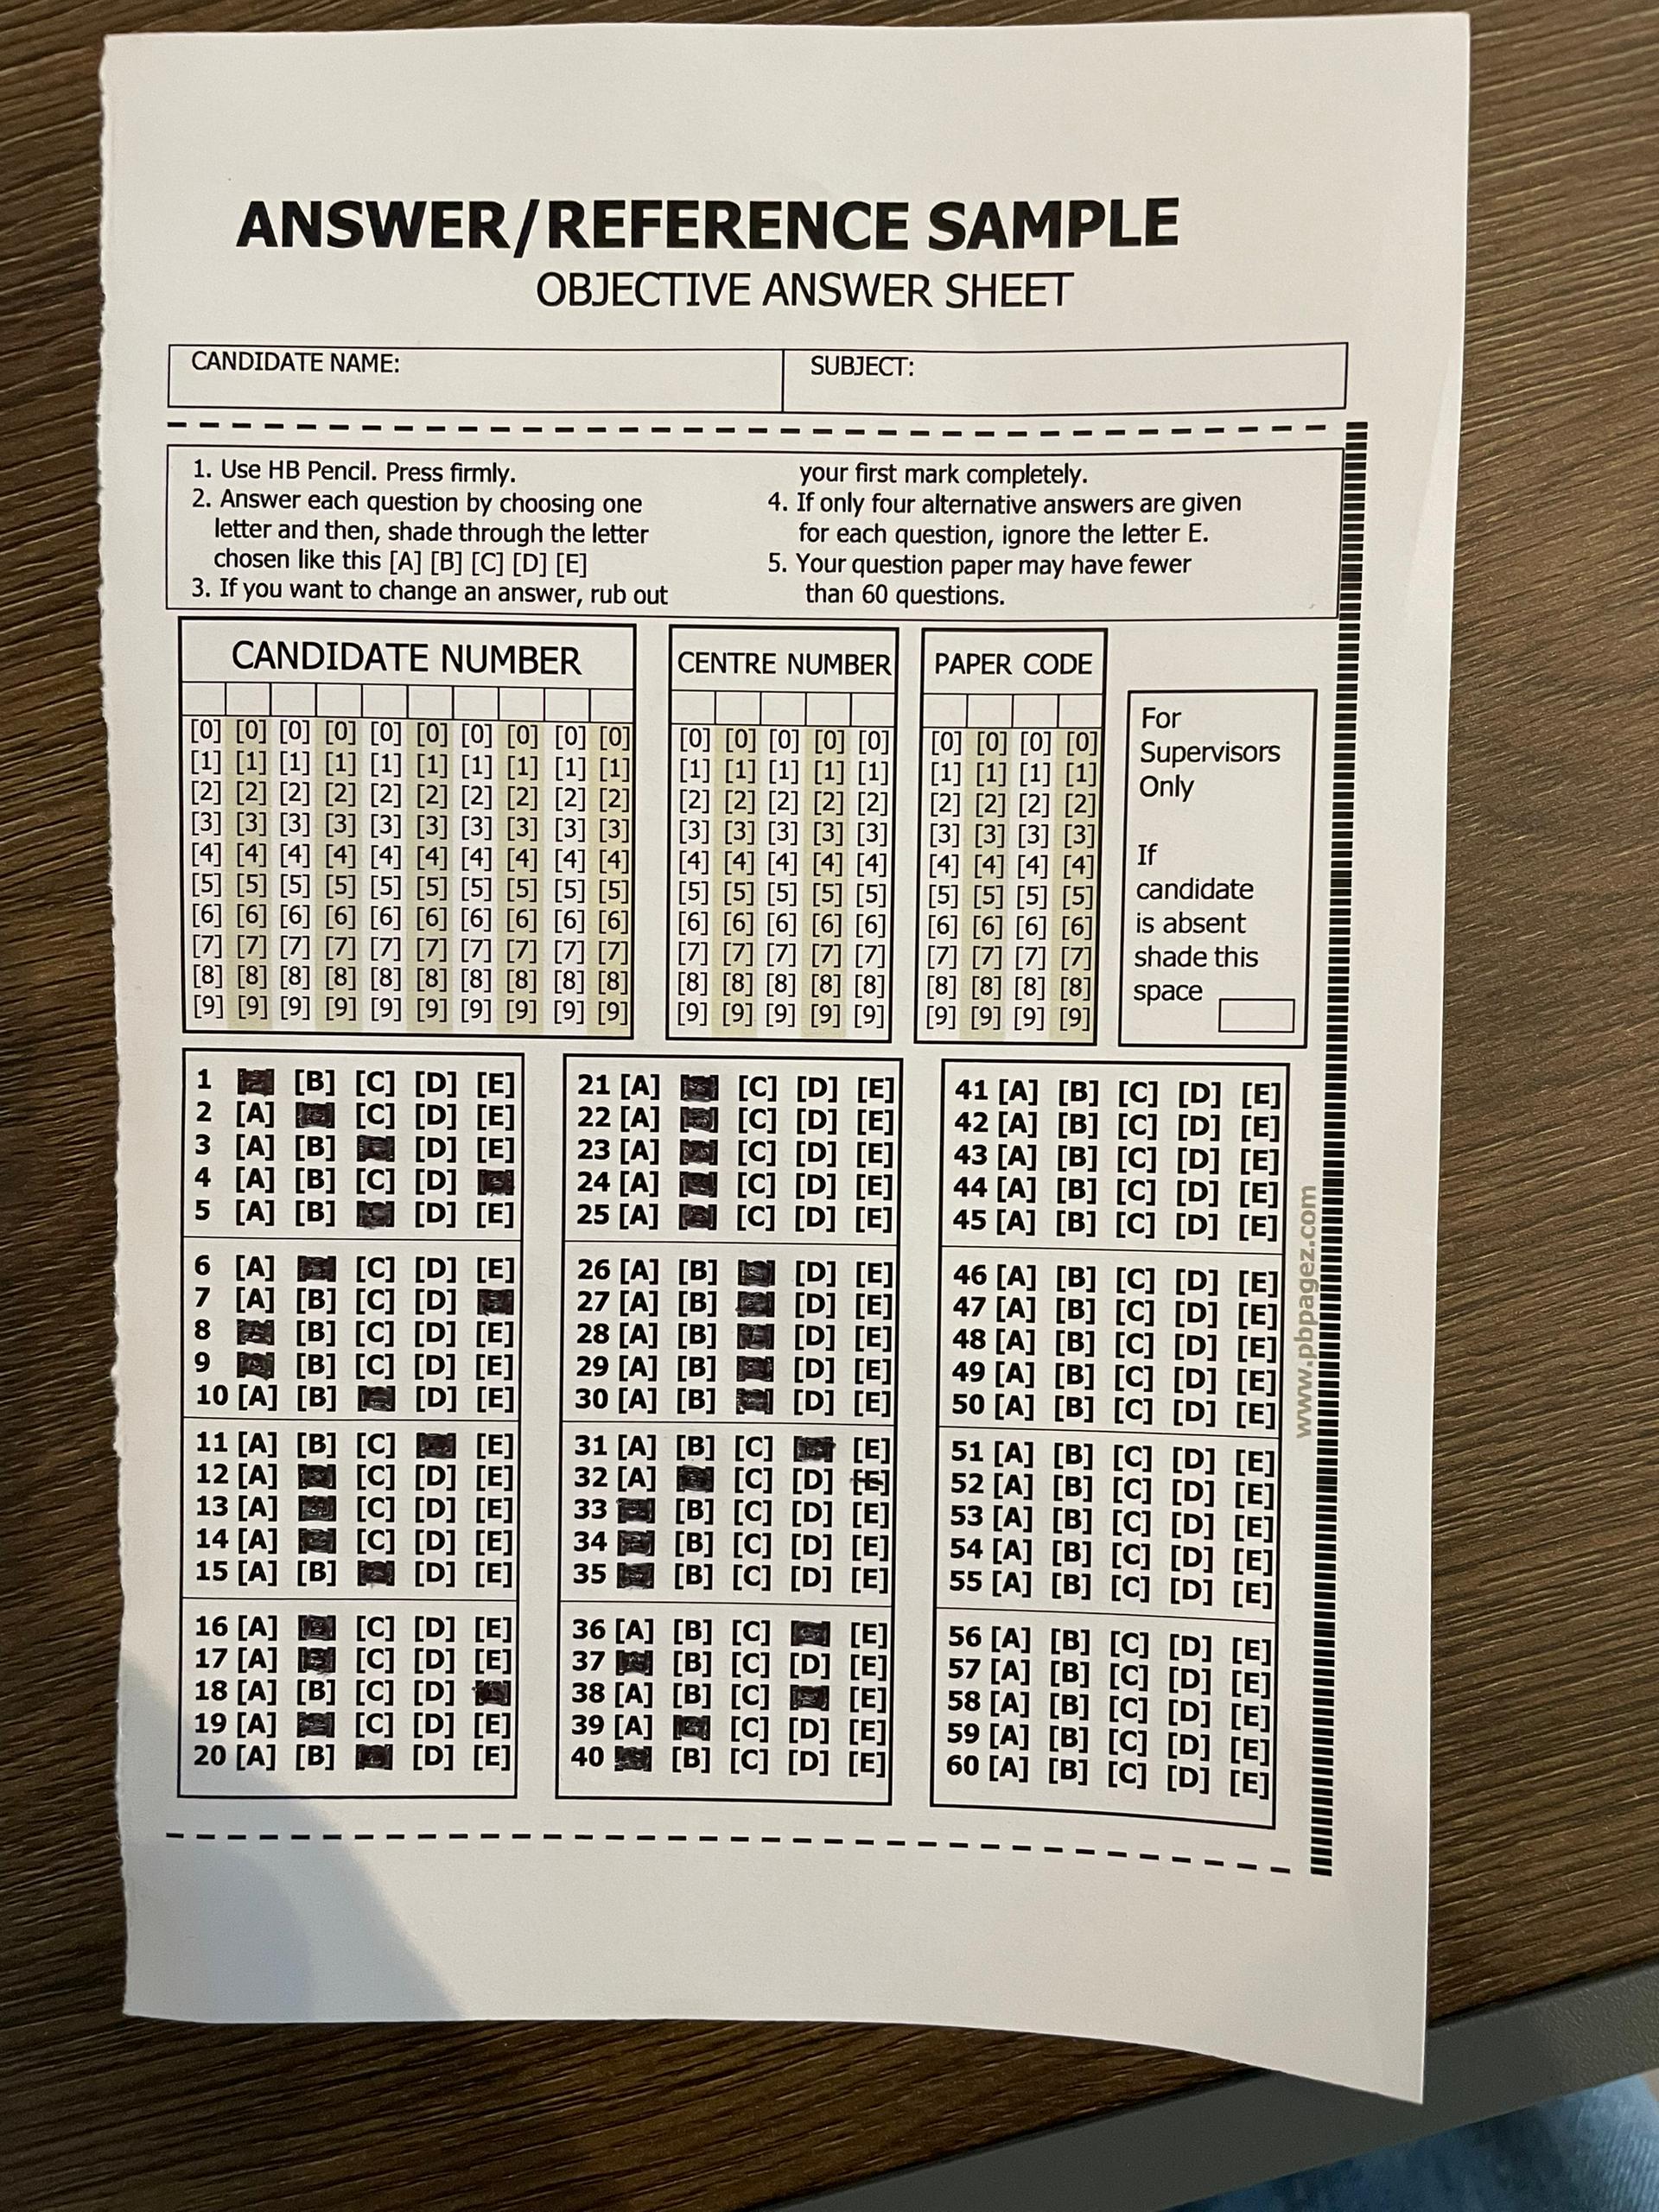 ANSWER/REFERENCE SAMPLE
OBJECTIVE ANSWER SHEET
CANDIDATE NAME:
SUBJECT:
1. Use HB Pencil. Press firmly.
2. Answer each question by choosing one
letter and then, shade through the letter
chosen like this [A] [B] [C] [D] [E]
3. If you want to change an answer, rub out
your first mark completely.
4. If only four alternative answers are given
for each question, ignore the letter E.
5. Your question paper may have fewer
than 60 questions.
CANDIDATE NUMBER
[0] [0] [0] [0] [0] [0] [0] [0] [0] [0]
[1] [1] [1] [1] [1] [1] [1] [1] [1] [1]
[2] [2] [2] [2] [2] [2] [2] [2] [2] [2]
[3] [3] [3] [3] [3] [3] [3] [3] [3] [3]
[4] [4] [4] [4] [4] [4] [4] [4] [4] [4]
[5] [5] [5] [5] [5] [5] [5] [5] [5] [5]
[6] [6] [6] [6] [6] [6] [6] [6] [6] [6]
[7] [7] [7] [7] [7] [7] [7] [7] [7] [7]
[8] [8] [8] [8] [8] [8] [8] [8] [8] [8]
[9] [9] [9] [9] [9] [9] [9] [9] [9] [9]
CENTRE NUMBER
[0] [0] [0] [0] [0]
[1] [1] [1] [1] [1]
[2] [2] [2] [2] [2]
[3] [3] [3] [3] [3]
[4] [4] [4] [4] [4]
[5] [5] [5] [5] [5]
[6] [6] [6] [6] [6]
[7] [7] [7] [7] [7]
[8] [8] [8] [8] [8]
[9] [9] [9] [9] [9]
PAPER CODE
[0] [0] [0] [0]
[1] [1] [1] [1]
[2] [2] [2] [2]
[3] [3] [3] [3]
[4] [4] [4] [4]
[5] [5] [5] [5]
[6] [6] [6] [6]
[7] [7] [7] [7]
[8] [8] [8] [8]
[9] [9] [9] [9]
For
Supervisors
Only
If
candidate
is absent
shade this
space
1 [B] [C] [D] [E]
2 [A] [C] [D] [E]
3 [A] [B] [D] [E]
4 [A] [B] [C] [D]
5 [A] [B] [D] [E]
6 [A] [C] [D] [E]
7 [A] [B] [C] [D]
8 [B] [C] [D] [E]
9 [B] [C] [D] [E]
10 [A] [B] [D] [E]
11 [A] [B] [C] [E]
12 [A] [C] [D] [E]
13 [A] [C] [D] [E]
14 [A] [C] [D] [E]
15 [A] [B] [D] [E]
16 [A] [C] [D] [E]
17 [A] [C] [D] [E]
18 [A] [B] [C] [D]
19 [A] [C] [D] [E]
20 [A] [B] [D] [E]
21 [A] [C] [D] [E]
22 [A] [C] [D] [E]
23 [A] [C] [D] [E]
24 [A] [C] [D] [E]
25 [A] [C] [D] [E]
26 [A] [B] [D] [E]
27 [A] [B] [D] [E]
28 [A] [B] [D] [E]
29 [A] [B] [D] [E]
30 [A] [B] [D] [E]
31 [A] [B] [C] [E]
32 [A] [C] [D] [E]
33 [B] [C] [D] [E]
34 [B] [C] [D] [E]
35 [B] [C] [D] [E]
36 [A] [B] [C] [E]
37 [B] [C] [D] [E]
38 [A] [B] [C] [E]
39 [A] [C] [D] [E]
40 [B] [C] [D] [E]
41 [A] [B] [C] [D] [E]
42 [A] [B] [C] [D] [E]
43 [A] [B] [C] [D] [E]
44 [A] [B] [C] [D] [E]
45 [A] [B] [C] [D] [E]
46 [A] [B] [C] [D] [E]
47 [A] [B] [C] [D] [E]
48 [A] [B] [C] [D] [E]
49 [A] [B] [C] [D] [E]
50 [A] [B] [C] [D] [E]
51 [A] [B] [C] [D] [E]
52 [A] [B] [C] [D] [E]
53 [A] [B] [C] [D] [E]
54 [A] [B] [C] [D] [E]
55 [A] [B] [C] [D] [E]
56 [A] [B] [C] [D] [E]
57 [A] [B] [C] [D] [E]
58 [A] [B] [C] [D] [E]
59 [A] [B] [C] [D] [E]
60 [A] [B] [C] [D] [E]
www.pbpagez.com